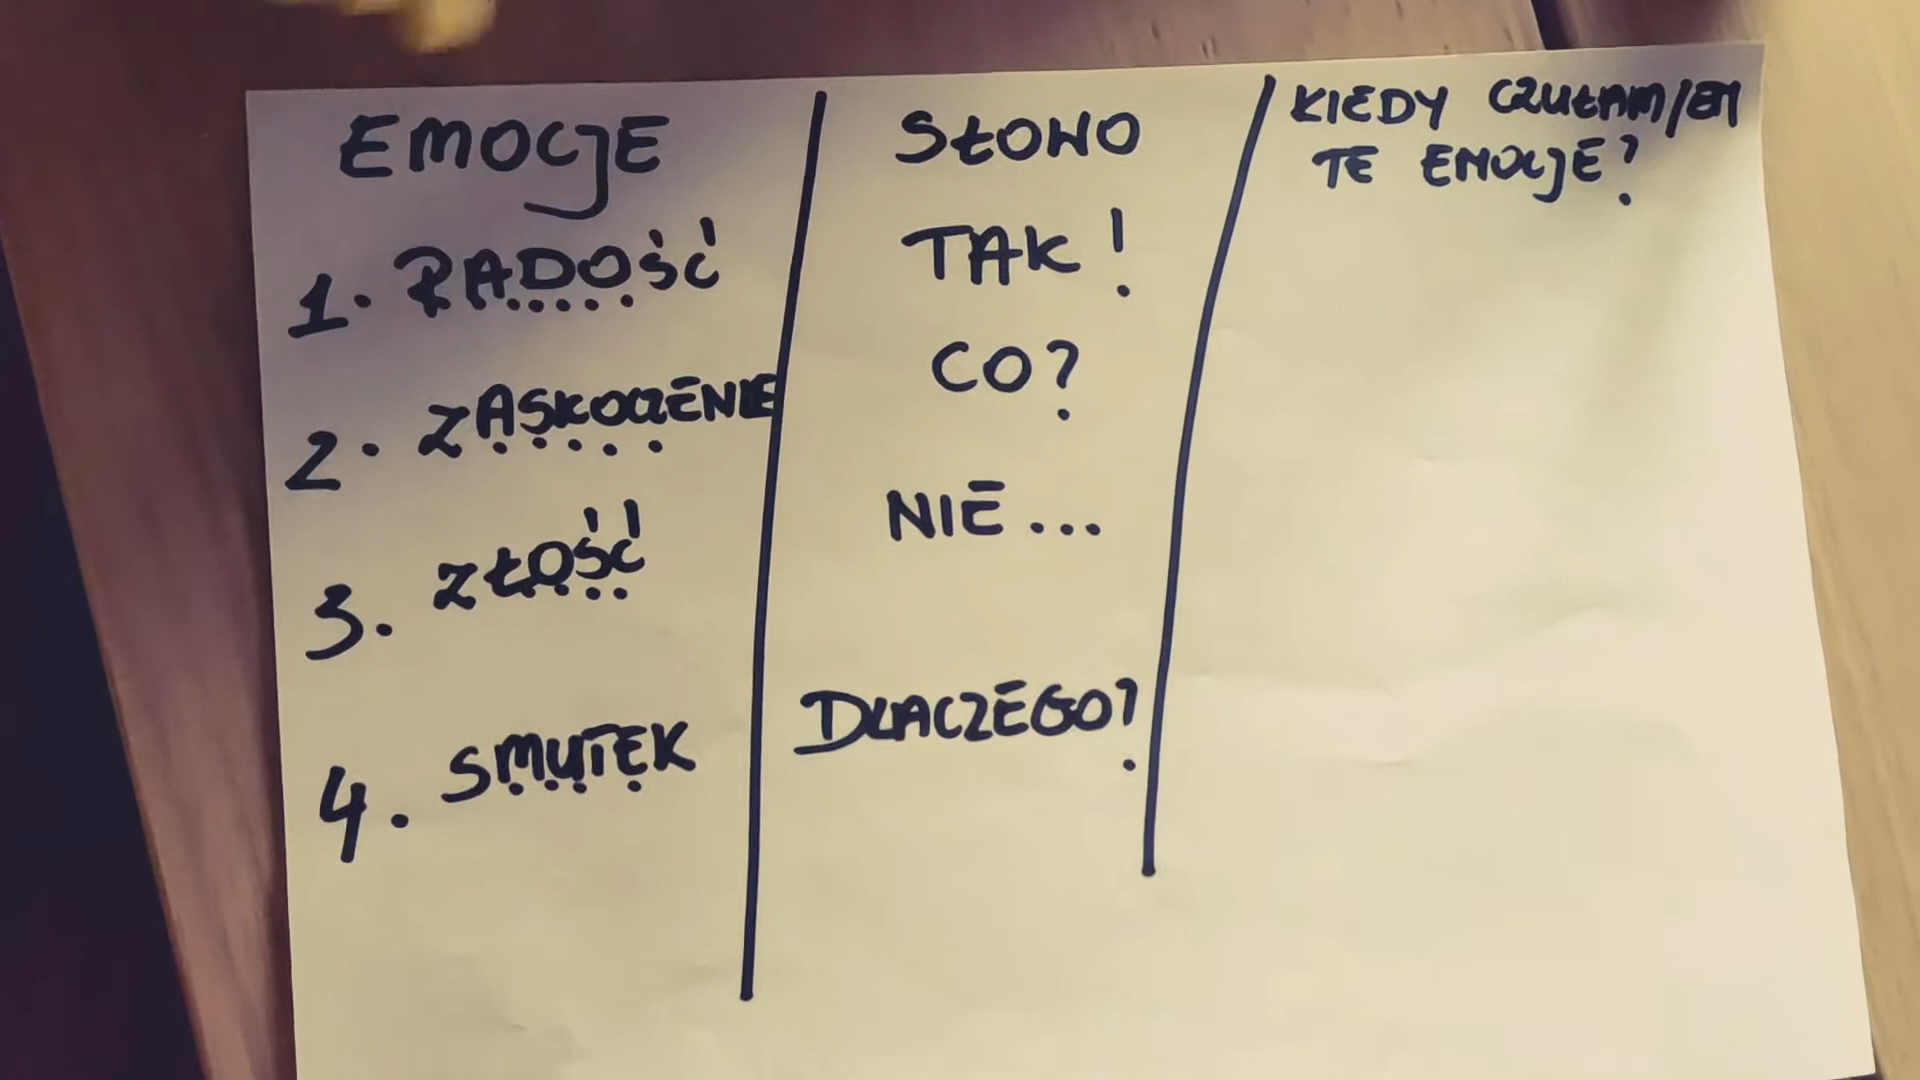 EMOCJE
1. RADOŚĆ
2. ZASKOCZENIE
3. ZŁOŚĆ
4. SMUTEK
SŁOWO
TAK!
CO?
NIE...
DLACZEGO?
KIEDY CZUŁAM/EM
TE EMOCJE?